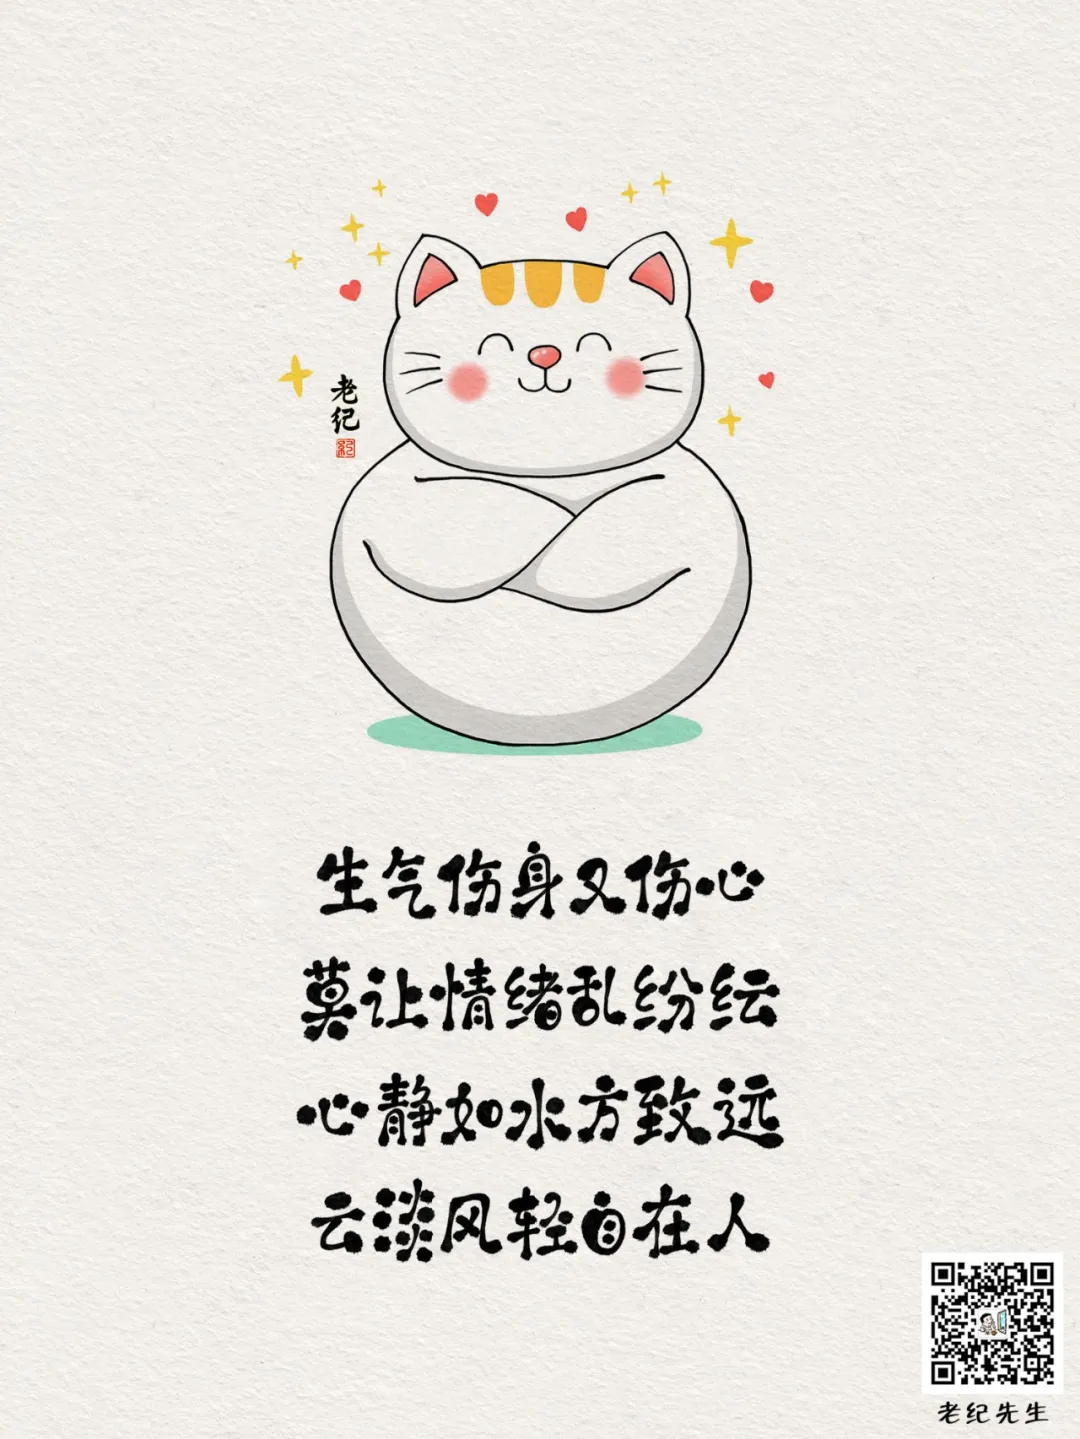 老纪
纪
生气伤身又伤心
莫让情绪乱纷纭
心静如水方致远
云淡风轻自在人
老纪先生